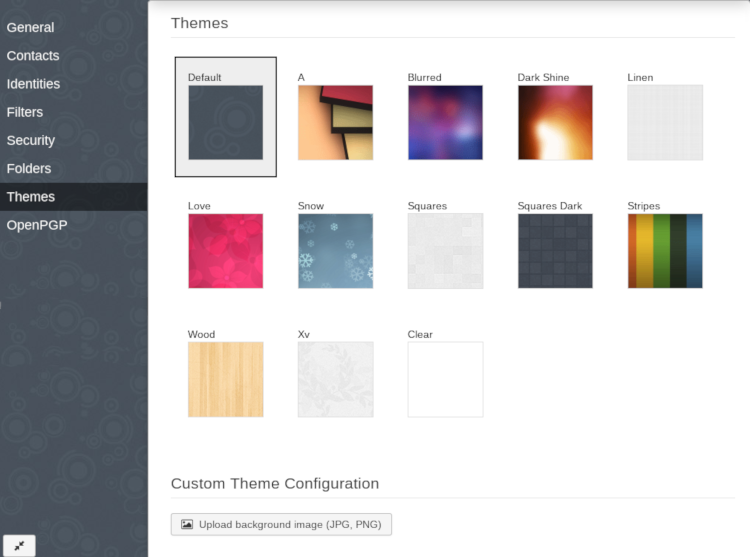 General
Contacts
Identities
Filters
Security
Folders
Themes
OpenPGP
Themes
Default
A
Blurred
Dark Shine
Linen
Love
Snow
Squares
Squares Dark
Stripes
Wood
Xv
Clear
Custom Theme Configuration
Upload background image (JPG, PNG)